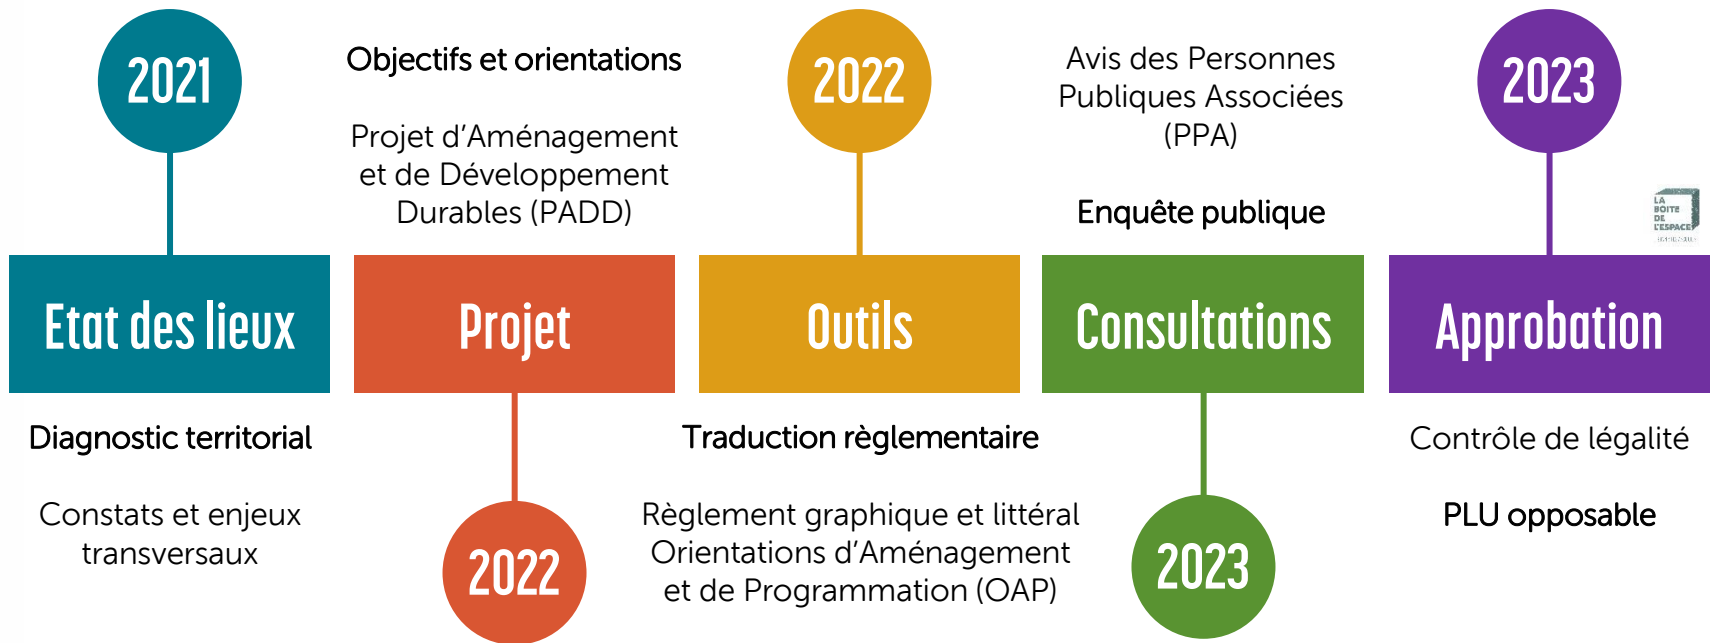 2021
Etat des lieux
Diagnostic territorial
Constats et enjeux
transversaux
Objectifs et orientations
Projet d’Aménagement
et de Développement
Durables (PADD)
Projet
2022
2022
Outils
Traduction règlementaire
Règlement graphique et littéral
Orientations d’Aménagement
et de Programmation (OAP)
Avis des Personnes
Publiques Associées
(PPA)
Enquête publique
Consultations
2023
2023
LA
BOITE
DE
L'ESPACE
Approbation
Contrôle de légalité
PLU opposable